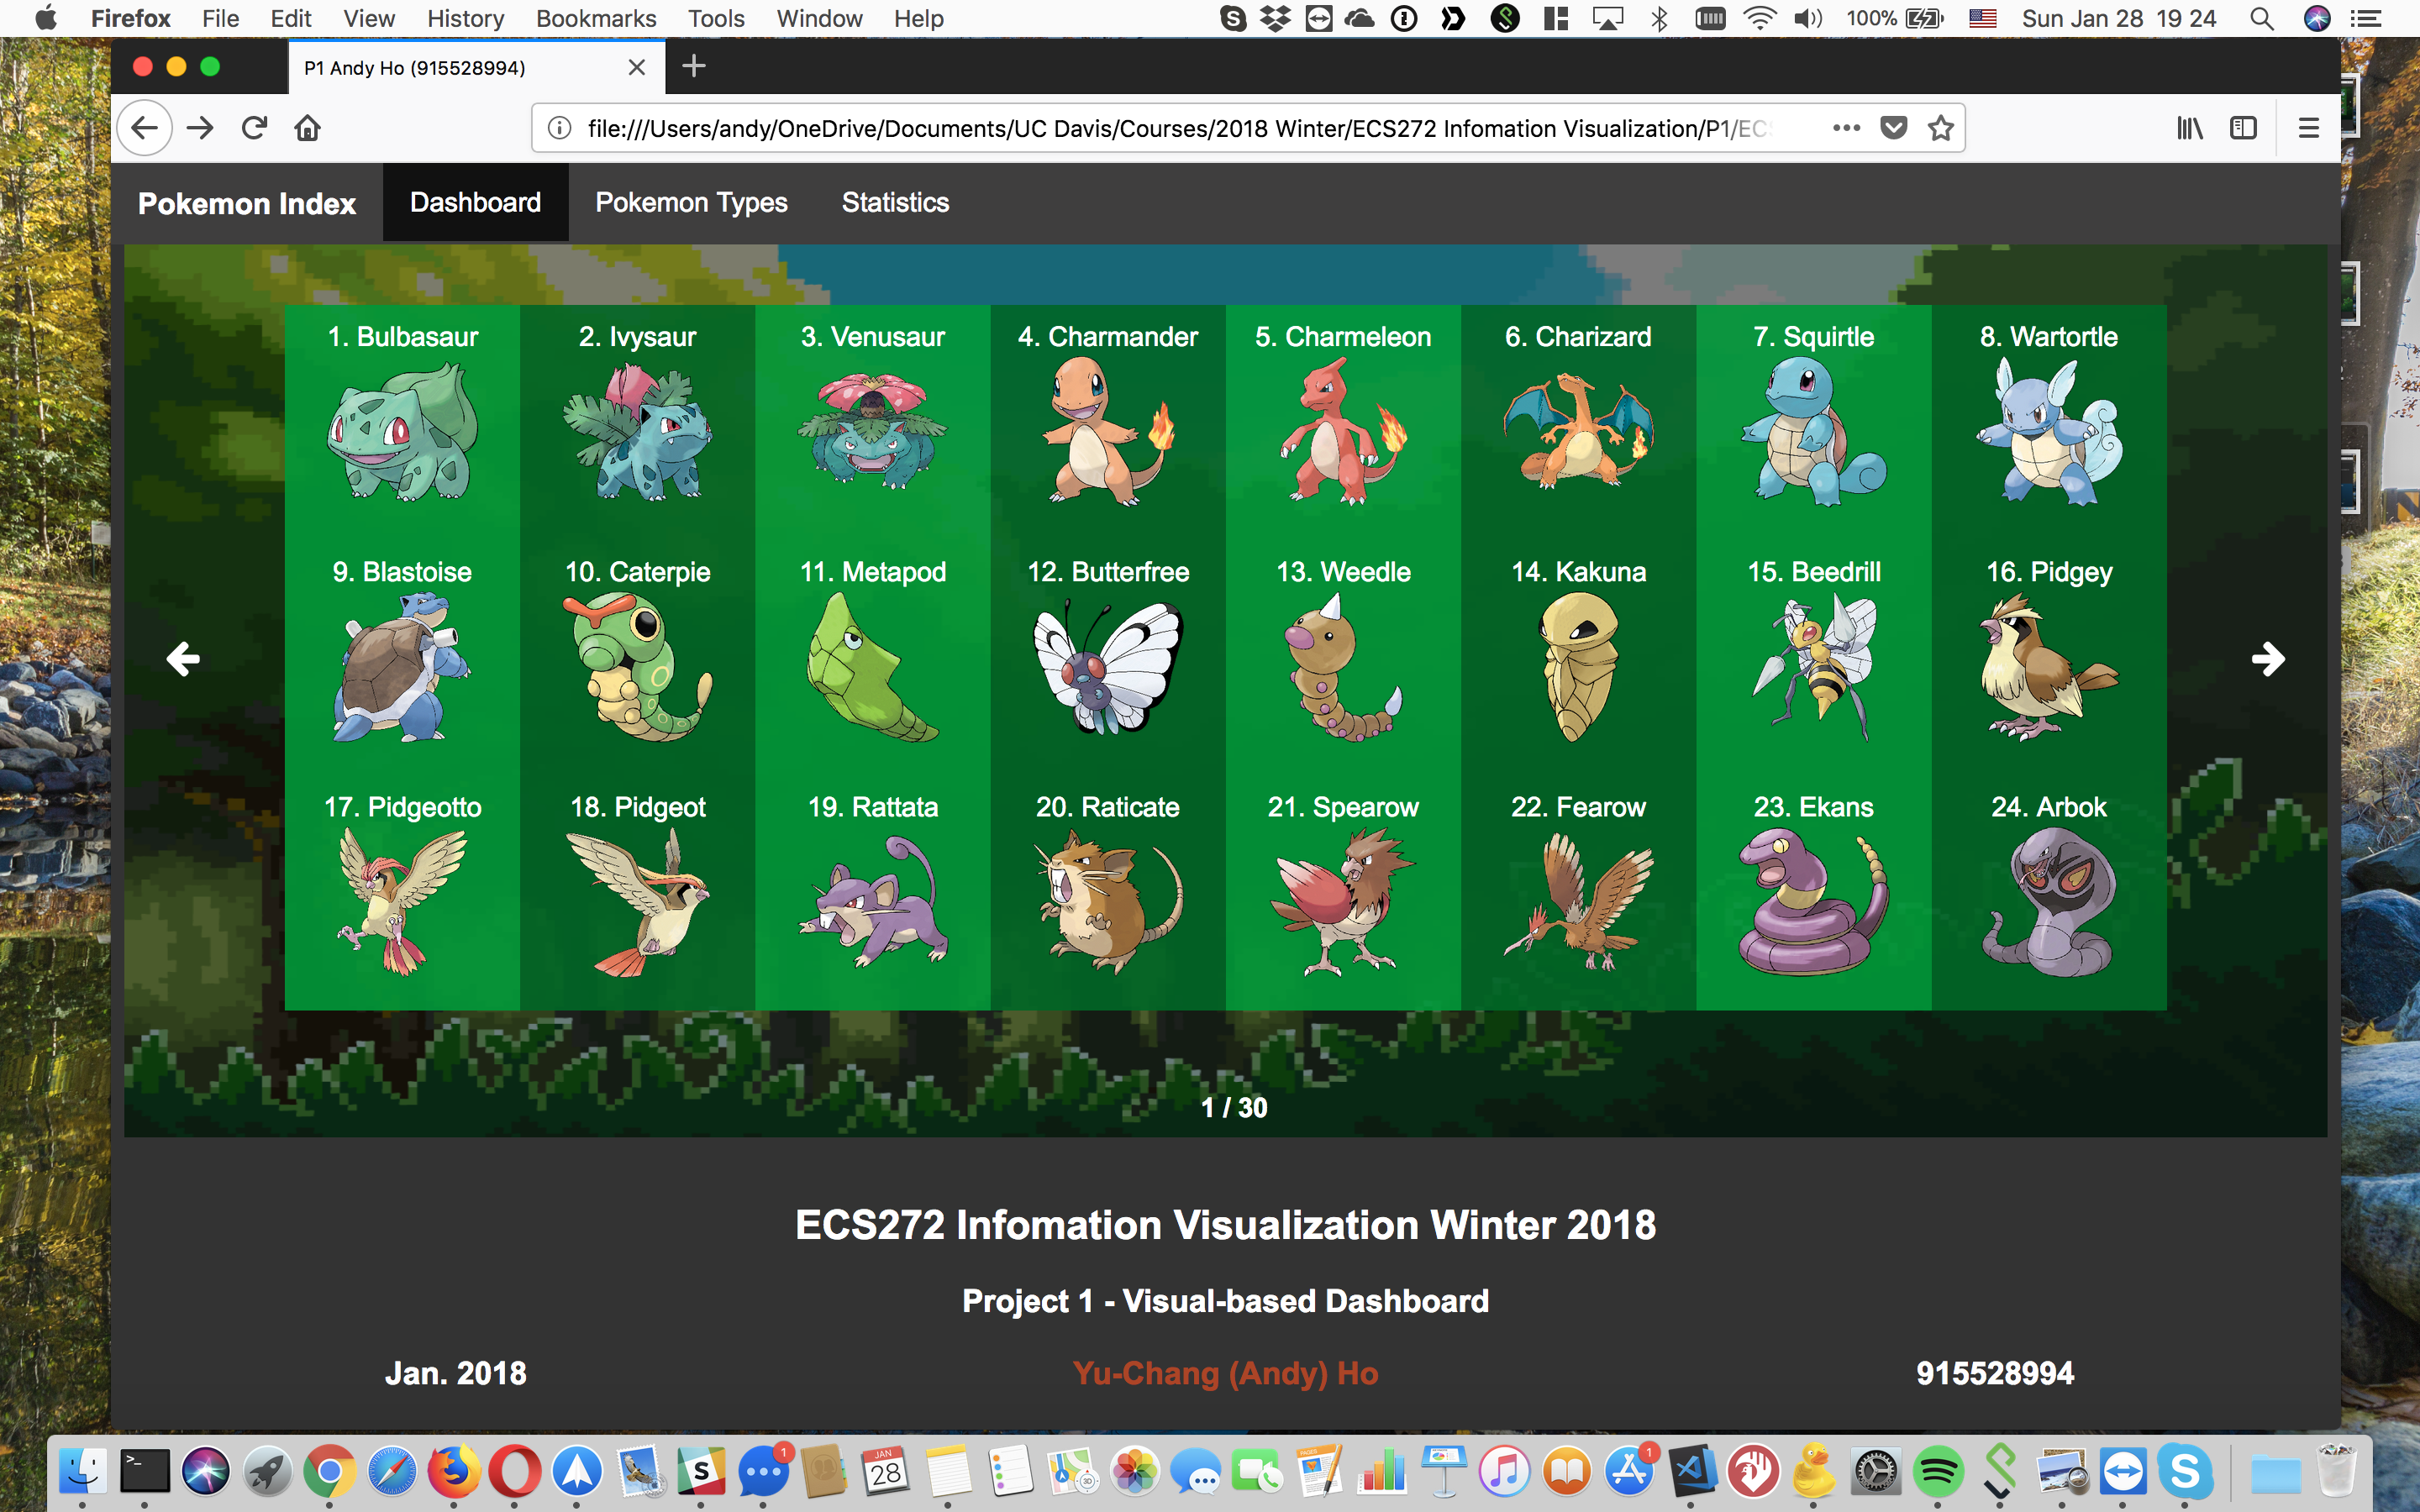 Firefox File Edit View History Bookmarks Tools Window Help 100% Sun Jan 28 19 24
P1 Andy Ho (915528994)
file:///Users/andy/OneDrive/Documents/UC Davis/Courses/2018 Winter/ECS272 Infomation Visualization/P1/EC
Pokemon Index Dashboard Pokemon Types Statistics
1. Bulbasaur 2. Ivysaur 3. Venusaur 4. Charmander 5. Charmeleon 6. Charizard 7. Squirtle 8. Wartortle
9. Blastoise 10. Caterpie 11. Metapod 12. Butterfree 13. Weedle 14. Kakuna 15. Beedrill 16. Pidgey
17. Pidgeotto 18. Pidgeot 19. Rattata 20. Raticate 21. Spearow 22. Fearow 23. Ekans 24. Arbok
1 / 30
ECS272 Infomation Visualization Winter 2018
Project 1 - Visual-based Dashboard
Jan. 2018 Yu-Chang (Andy) Ho 915528994
1 JAN 28 1